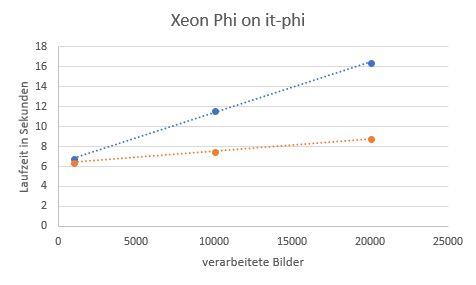 Xeon Phi on it-phi
18
16
14
12
10
8
6
4
2
0
Laufzeit in Sekunden
0 5000 10000 15000 20000 25000
verarbeitete Bilder